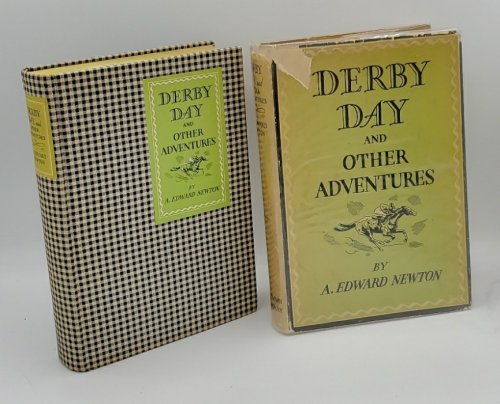 DERBY
DAY
AND
OTHER
ADVENTURES
BY
A. EDWARD NEWTON
DERBY
DAY
AND
OTHER
ADVENTURES
BY
A. EDWARD NEWTON